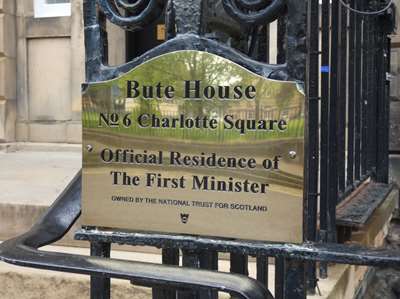 Bute House
No 6 Charlotte Square
Official Residence of
The First Minister
OWNED BY THE NATIONAL TRUST FOR SCOTLAND